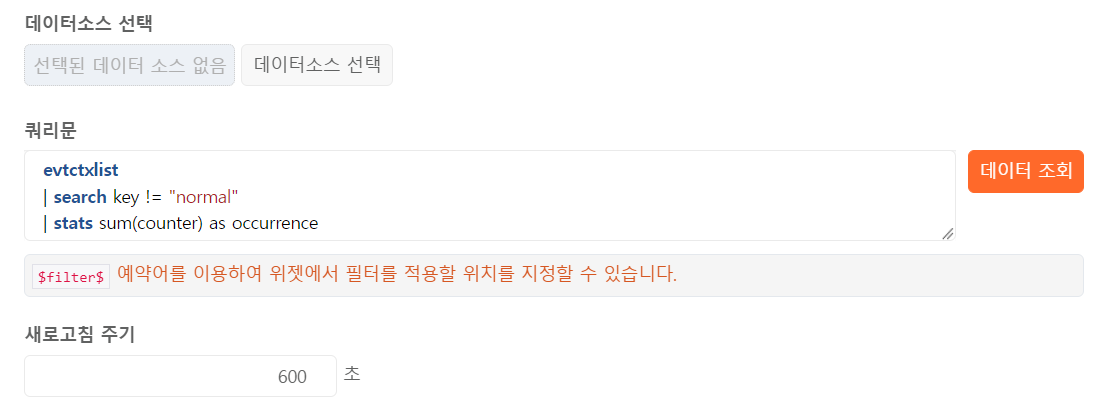 데이터소스 선택
선택된 데이터 소스 없음 데이터소스 선택
쿼리문
evtctxlist
| search key != "normal"
| stats sum(counter) as occurrence
데이터 조회
$filter$ 예약어를 이용하여 위젯에서 필터를 적용할 위치를 지정할 수 있습니다.
새로고침 주기
600 초